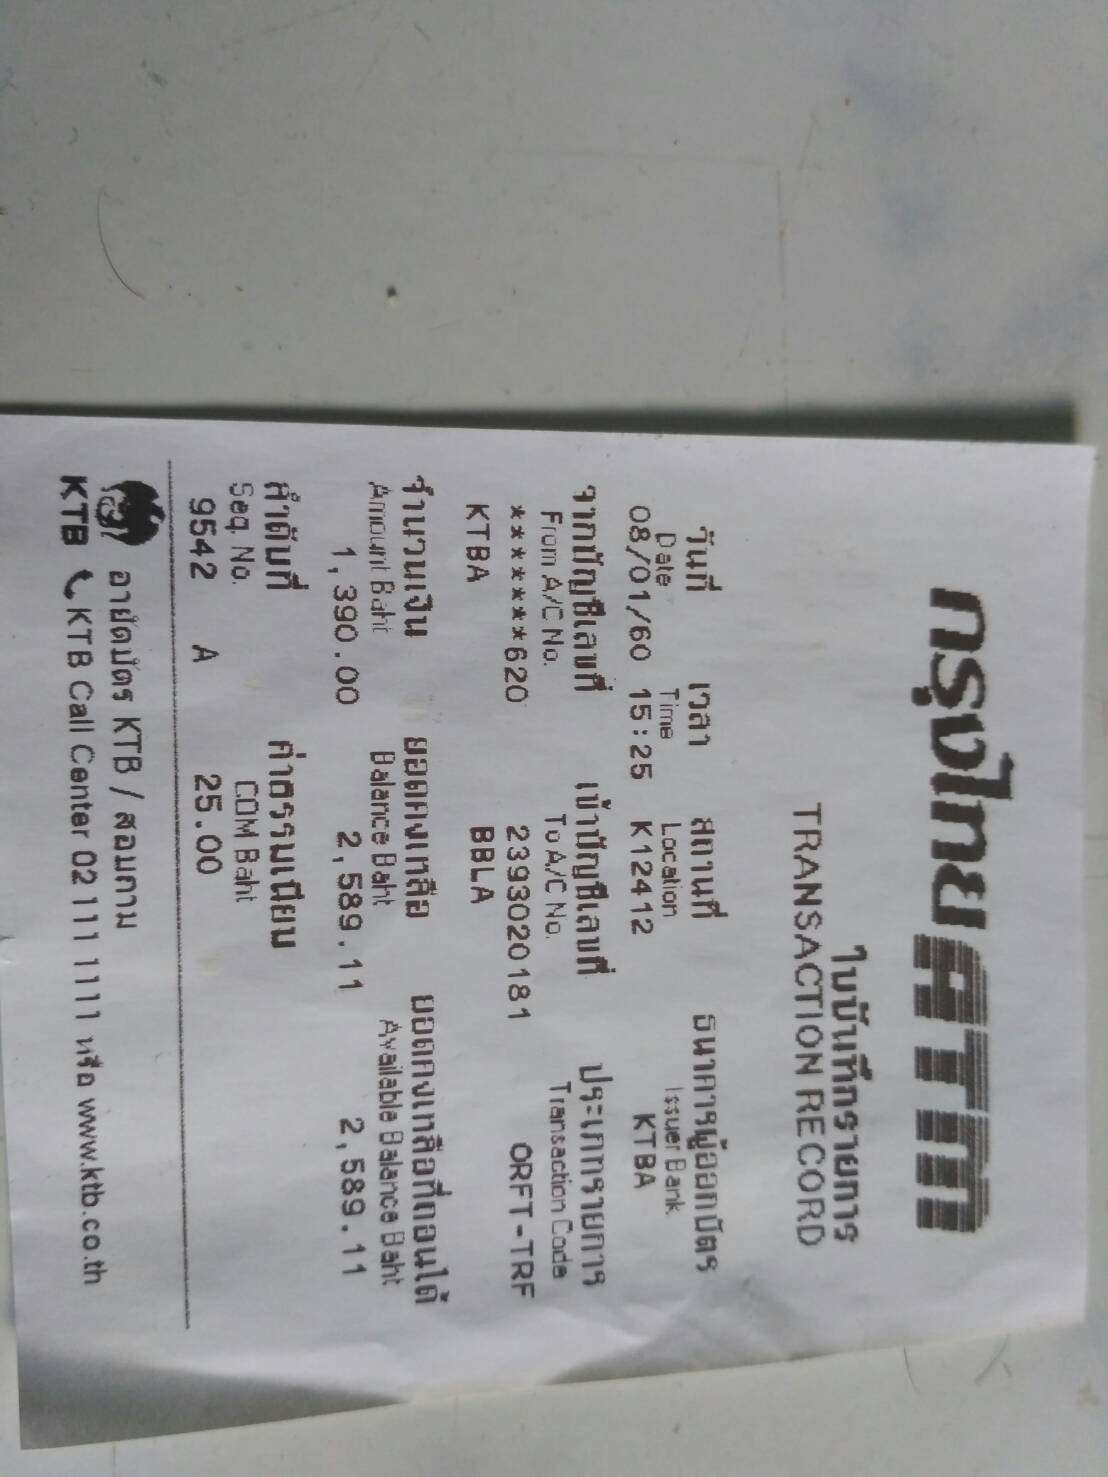 กรุงไทย ATM
ใบบันทึกรายการ
TRANSACTION RECORD
วันที่ เวลา สถานที่ ธนาคารผู้ออกบัตร
Date Time Location Issuer Bank
08/01/60 15:25 K12412 KTBA
จากบัญชีเลขที่ เข้าบัญชีเลขที่ ประเภทรายการ
From A/C No. To A/C No. Transaction Code
*******620 2393020181 ORFT-TRF
KTBA BBLA
จำนวนเงิน ยอดคงเหลือ ยอดคงเหลือที่ถอนได้
Amount Baht Balance Baht Available Balance Baht
1,390.00 2,589.11 2,589.11
ลำดับที่ ค่าธรรมเนียม
Seq. No. COM Baht
9542 A 25.00
อายัดบัตร KTB / สอบถาม
KTB KTB Call Center 02 111 1111 หรือ www.ktb.co.th